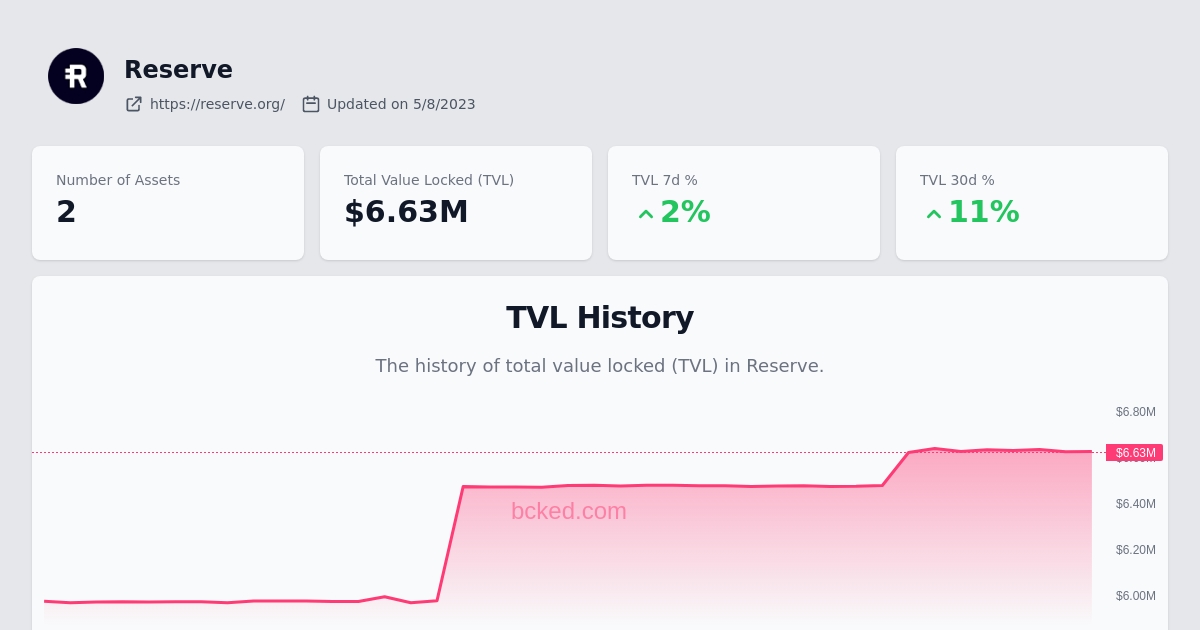 Reserve
https://reserve.org/ Updated on 5/8/2023
Number of Assets
2
Total Value Locked (TVL)
$6.63M
TVL 7d %
2%
TVL 30d %
11%
TVL History
The history of total value locked (TVL) in Reserve.
$6.80M
$6.63M
$6.40M
$6.20M
$6.00M
bcked.com